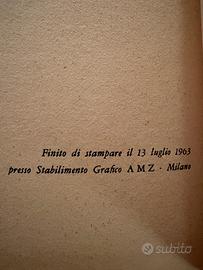 Finito di stampare il 13 luglio 1963
presso Stabilimento Grafico A M Z - Milano
subito